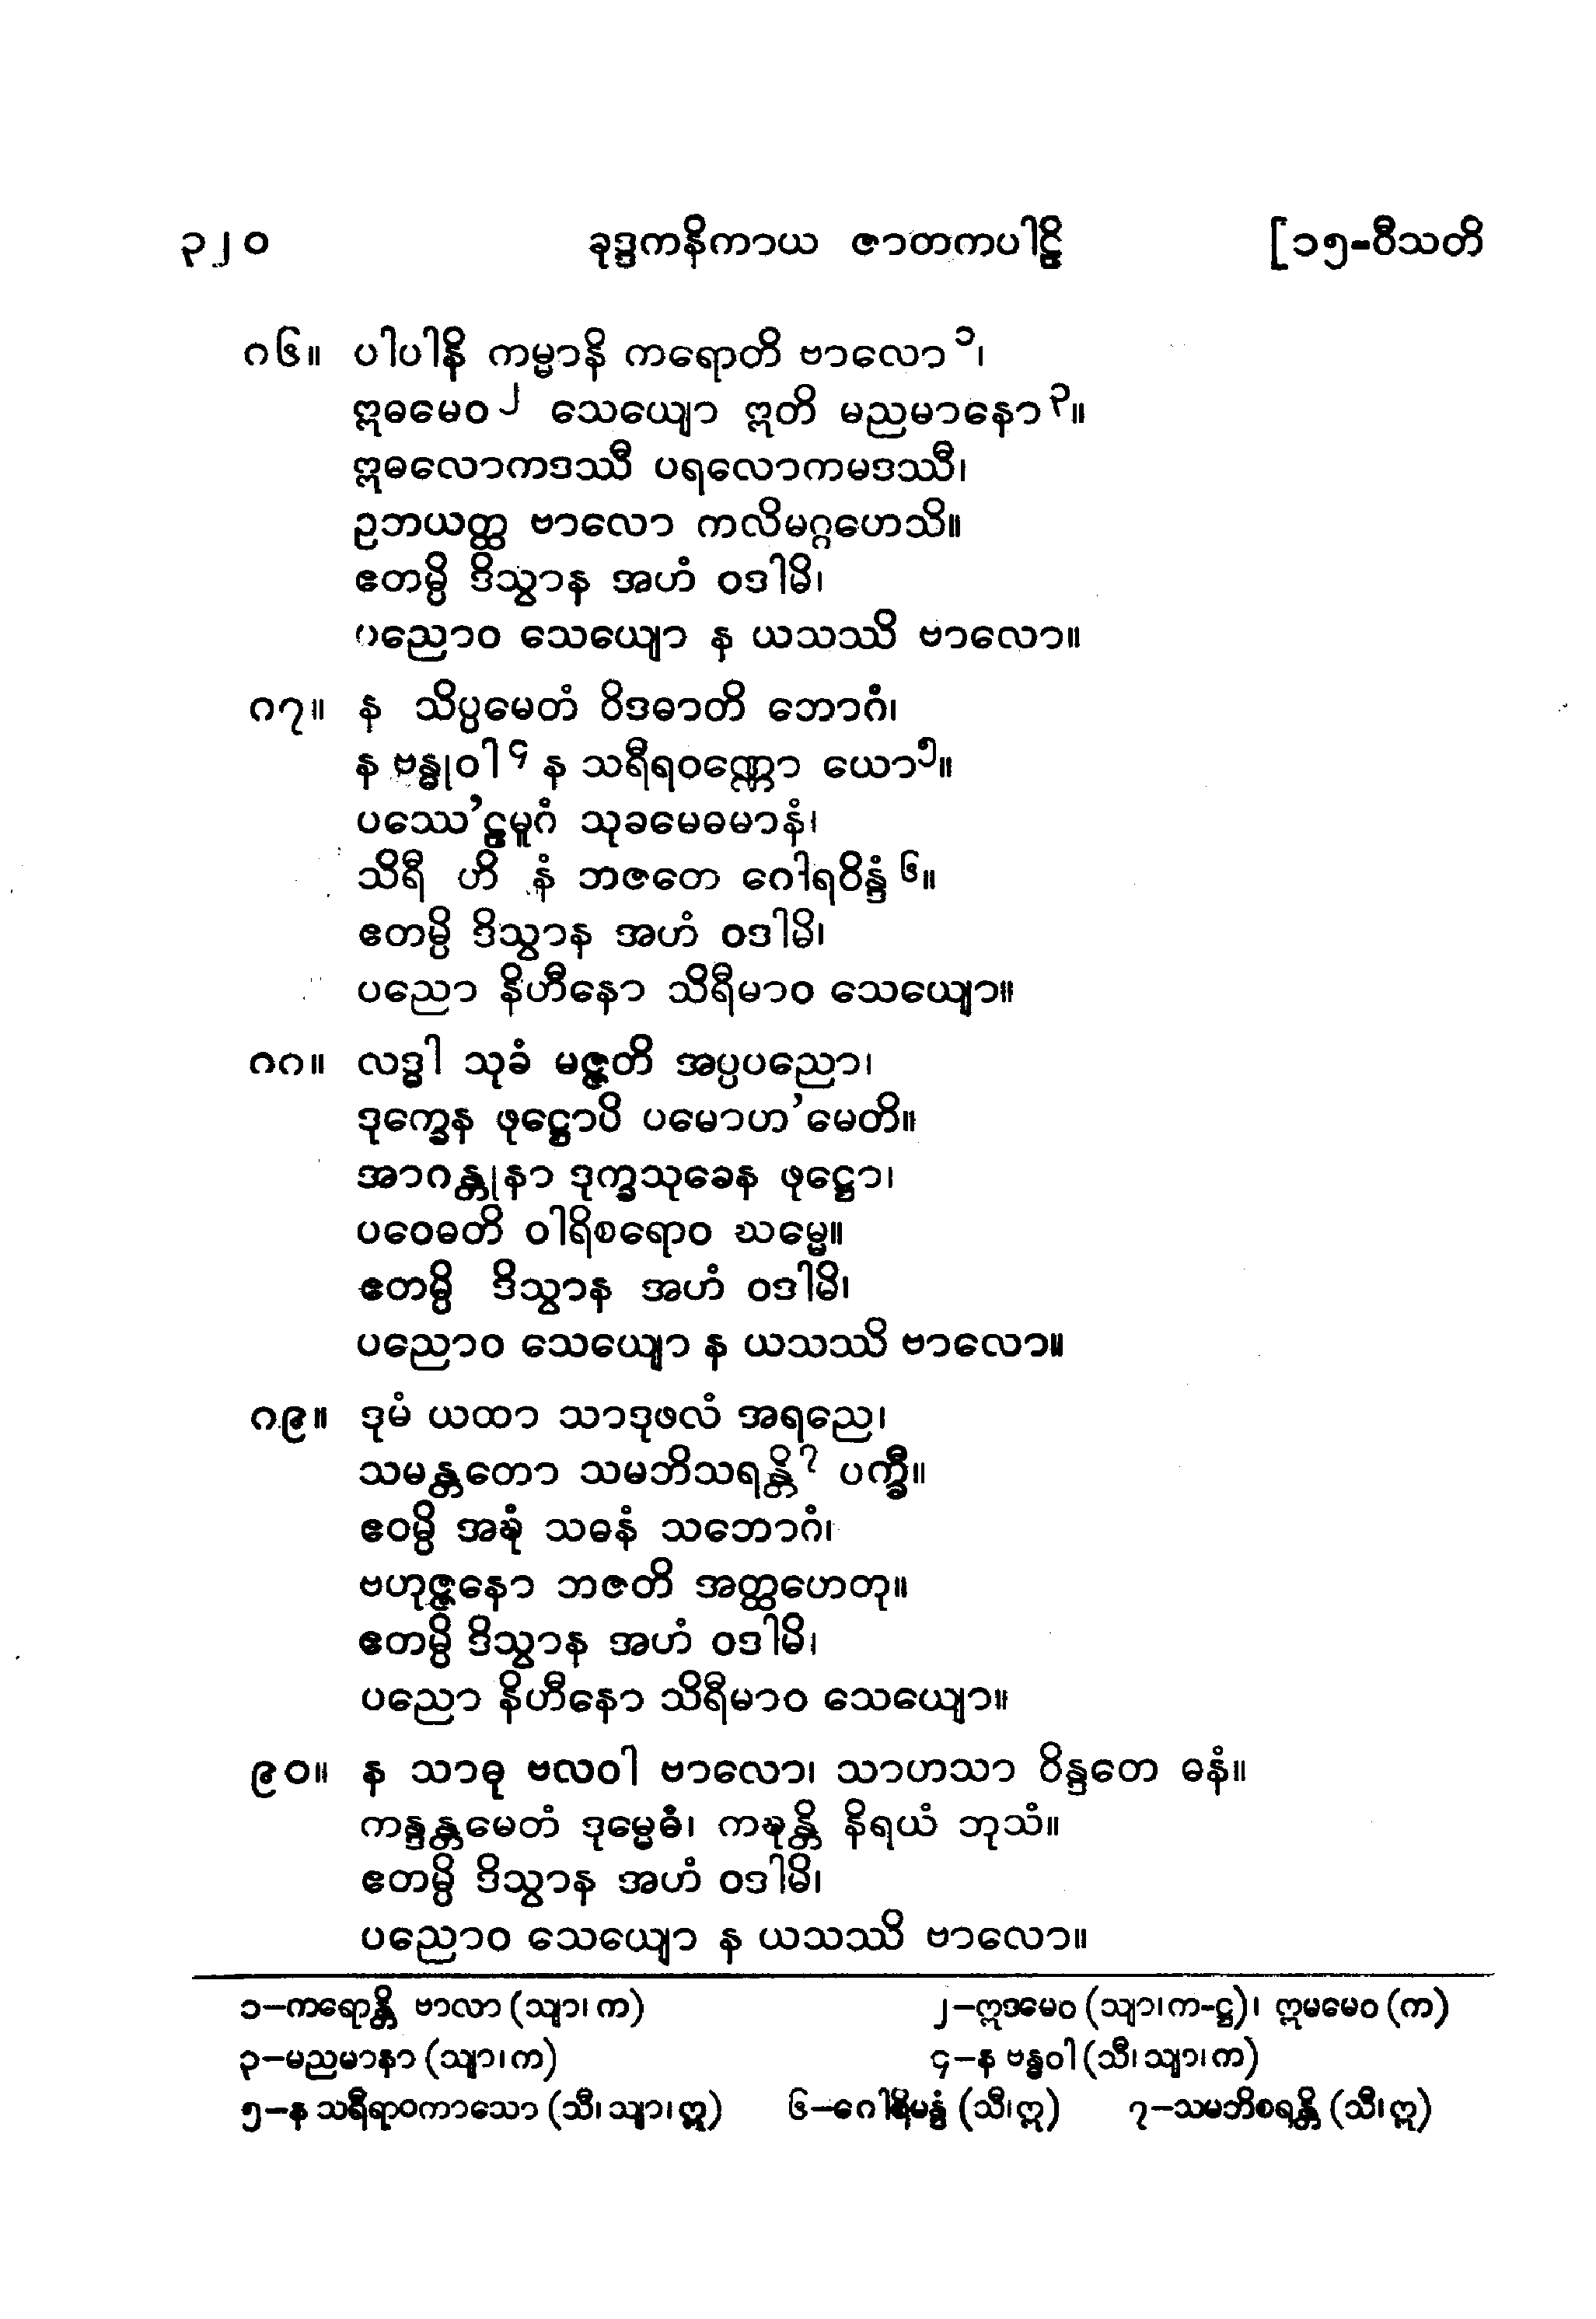 ၃၂၀ ခုဒ္ဒကနိကာယ ဇာတကပါဠိ [၁၅-ဝီသတိ
၈၆။ ပါပါနိ ကမ္မာနိ ကရောတိ ဗာလော၁၊
ဣဓမေဝ၂ သေယျော ဣတိ မညမာနော၃။
ဣဓလောကဒဿီ ပရလောကမဒဿီ၊
ဥဘယတ္ထ ဗာလော ကလိမဂ္ဂဟေသိ။
ဧတမ္ပိ ဒိသွာန အဟံ ဝဒါမိ၊
ပညောဝ သေယျော န ယသဿိ ဗာလော။
၈၇။ န သိပ္ပမေတံ ဝိဒဓာတိ ဘောဂံ၊
န ဗန္ဓုဝါ၄ န သရီရဝဏ္ဏော ယော၅။
ပဿေ’ဠမူဂံ သုခမေဓမာနံ၊
သိရီ ဟိ နံ ဘဇတေ ဂေါရဝိန္ဒံ၆။
ဧတမ္ပိ ဒိသွာန အဟံ ဝဒါမိ၊
ပညော နိဟီနော သိရီမာဝ သေယျော။
၈၈။ လဒ္ဓါ သုခံ မဇ္ဇတိ အပ္ပပညော၊
ဒုက္ခေန ဖုဋ္ဌောပိ ပမောဟ’မေတိ။
အာဂန္တုနာ ဒုက္ခသုခေန ဖုဋ္ဌော၊
ပဝေဓတိ ဝါရိစရောဝ ဃမ္မေ။
ဧတမ္ပိ ဒိသွာန အဟံ ဝဒါမိ၊
ပညောဝ သေယျော န ယသဿိ ဗာလော။
၈၉။ ဒုမံ ယထာ သာဒုဖလံ အရညေ၊
သမန္တတော သမဘိသရန္တိ၇ ပက္ခီ။
ဧဝမ္ပိ အဍ္ဎံ သဓနံ သဘောဂံ၊
ဗဟုဇ္ဇနော ဘဇတိ အတ္ထဟေတု။
ဧတမ္ပိ ဒိသွာန အဟံ ဝဒါမိ၊
ပညော နိဟီနော သိရီမာဝ သေယျော။
၉၀။ န သာဓု ဗလဝါ ဗာလော၊ သာဟသာ ဝိန္ဒတေ ဓနံ။
ကန္ဒန္တမေတံ ဒုမ္မေဓံ၊ ကဍ္ဎန္တိ နိရယံ ဘုသံ။
ဧတမ္ပိ ဒိသွာန အဟံ ဝဒါမိ၊
ပညောဝ သေယျော န ယသဿိ ဗာလော။
၁–ကရောန္တိ ဗာလာ (သျာ၊ က) ၂–ဣဒမေဝ (သျာ၊က-ဋ္ဌ)၊ ဣမမေဝ (က)
၃–မညမာနာ (သျာ၊က) ၄–န ဗန္ဓဝါ (သီ၊ သျာ၊က)
၅–န သရီရာဝကာသော (သီ၊ သျာ၊ ဣ) ၆–ဂေါရိမန္တံ (သီ၊ဣ) ၇–သမဘိစရန္တိ (သီ၊ ဣ)